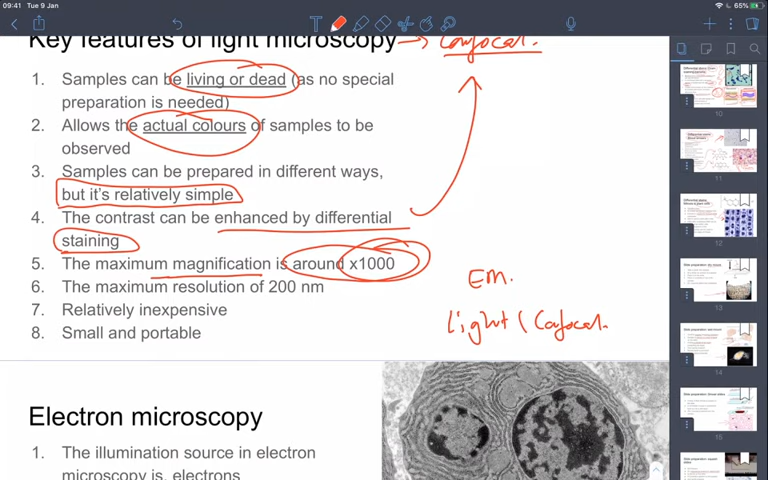 09:41 Tue 9 Jan
65%
Key features of light microscopy → Confocal.
1. Samples can be living or dead (as no special
preparation is needed)
2. Allows the actual colours of samples to be
observed
3. Samples can be prepared in different ways,
but it's relatively simple
4. The contrast can be enhanced by differential
staining
5. The maximum magnification is around x1000
6. The maximum resolution of 200 nm
7. Relatively inexpensive
8. Small and portable
EM.
Light ( Confocal.
Electron microscopy
1. The illumination source in electron
microscopy is, electrons
10
11
12
13
14
15